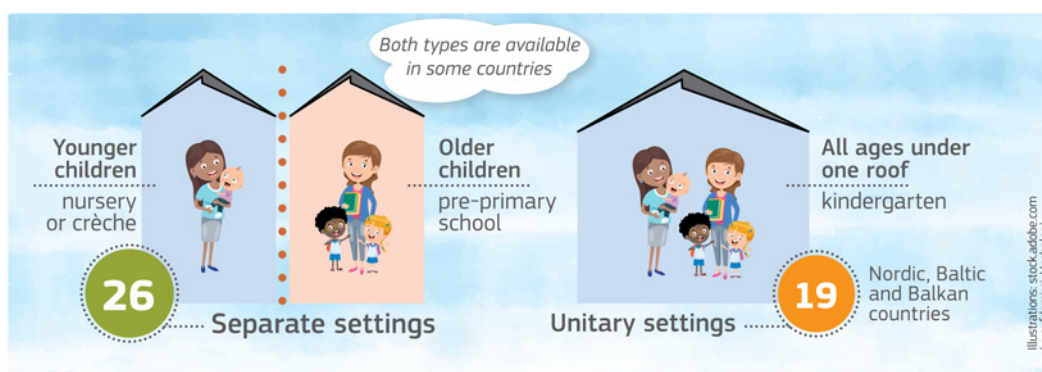 Both types are available
in some countries
Younger
children
nursery
or crèche
Older
children
pre-primary
school
All ages under
one roof
kindergarten
26
Separate settings
Unitary settings
19
Nordic, Baltic
and Balkan
countries
Illustrations: stock.adobe.com